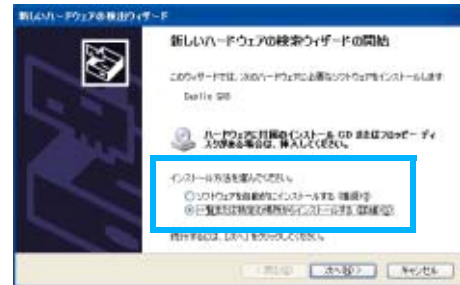 新しいハードウェアの検出ウィザード
新しいハードウェアの検索ウィザードの開始
このウィザードでは、次のハードウェアに必要なソフトウェアをインストールします
ハードウェアに付属のインストール CD またはフロッピー ディ
スクがある場合は、挿入してください。
インストール方法を選んでください。
ソフトウェアを自動的にインストールする (推奨)(I)
一覧または特定の場所からインストールする (詳細)(S)
続行するには、[次へ] をクリックしてください。
< 戻る(B)
次へ(N) >
キャンセル